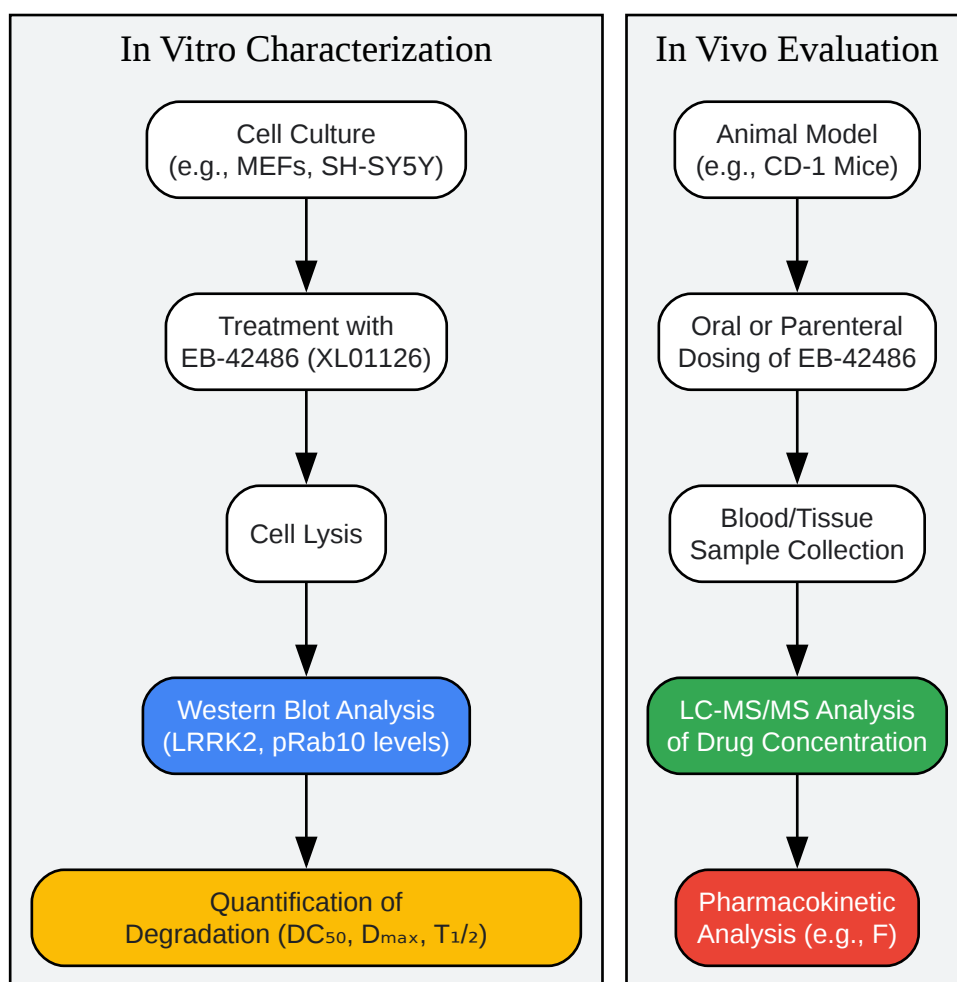 In Vitro Characterization
Cell Culture
(e.g., MEFs, SH-SY5Y)
Treatment with
EB-42486 (XL01126)
Cell Lysis
Western Blot Analysis
(LRRK2, pRab10 levels)
Quantification of
Degradation (DC₅₀, Dₘₐₓ, T₁/₂)
In Vivo Evaluation
Animal Model
(e.g., CD-1 Mice)
Oral or Parenteral
Dosing of EB-42486
Blood/Tissue
Sample Collection
LC-MS/MS Analysis
of Drug Concentration
Pharmacokinetic
Analysis (e.g., F)